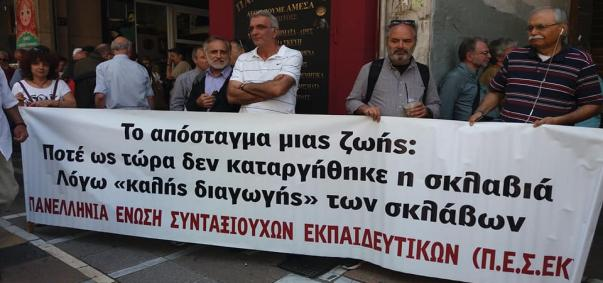 Το απόσταγμα μιας ζωής:
Ποτέ ως τώρα δεν καταργήθηκε η σκλαβιά
Λόγω «καλής διαγωγής» των σκλάβων
ΠΑΝΕΛΛΗΝΙΑ ΕΝΩΣΗ ΣΥΝΤΑΞΙΟΥΧΩΝ ΕΚΠΑΙΔΕΥΤΙΚΩΝ (Π.Ε.Σ.ΕΚ